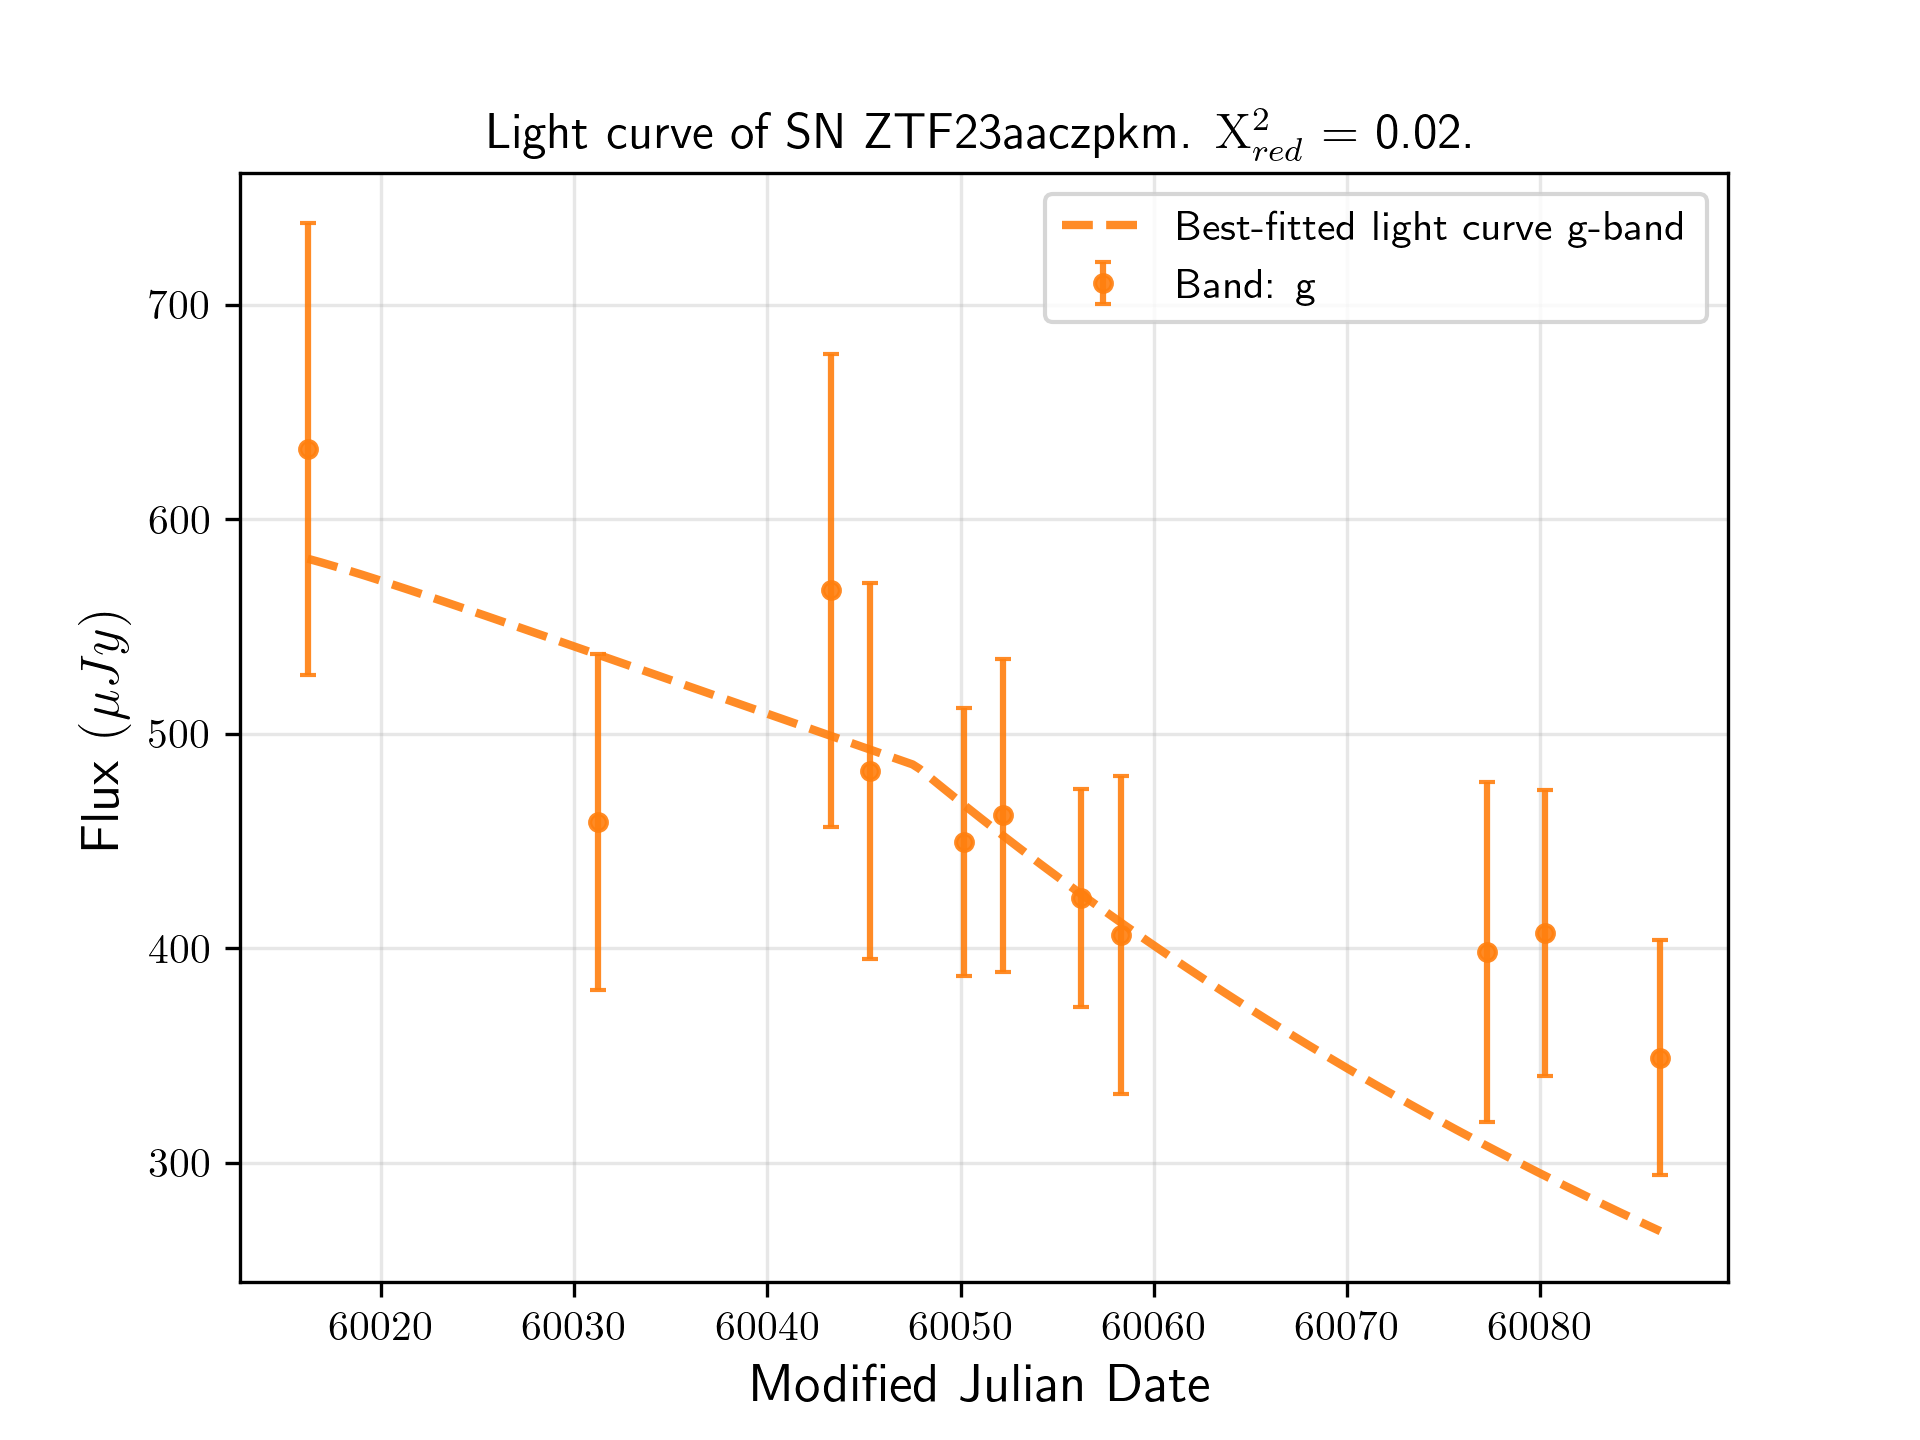 Light curve of SN ZTF23aaczpkm. X²_red = 0.02.
Best-fitted light curve g-band
Band: g
700
600
500
400
300
Flux (μJy)
60020 60030 60040 60050 60060 60070 60080
Modified Julian Date